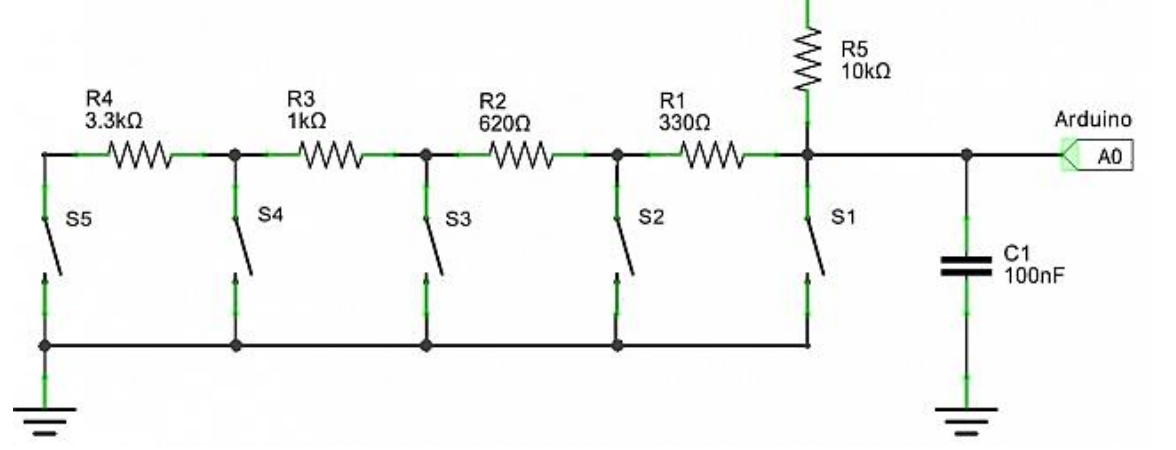 R5
10kΩ
R4
3.3kΩ
R3
1kΩ
R2
620Ω
R1
330Ω
Arduino
A0
S5
S4
S3
S2
S1
C1
100nF